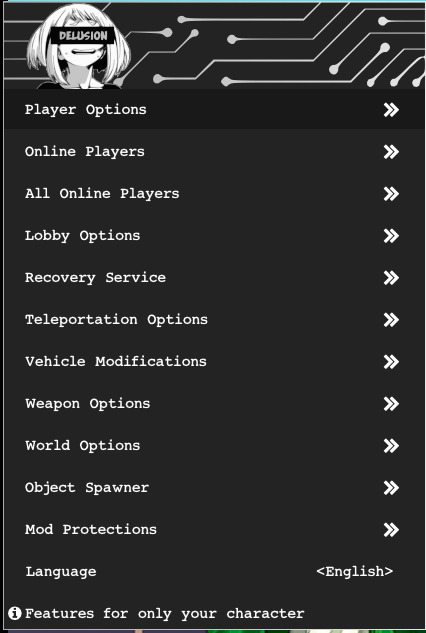 DELUSION
Player Options
Online Players
All Online Players
Lobby Options
Recovery Service
Teleportation Options
Vehicle Modifications
Weapon Options
World Options
Object Spawner
Mod Protections
Language <English>
Features for only your character